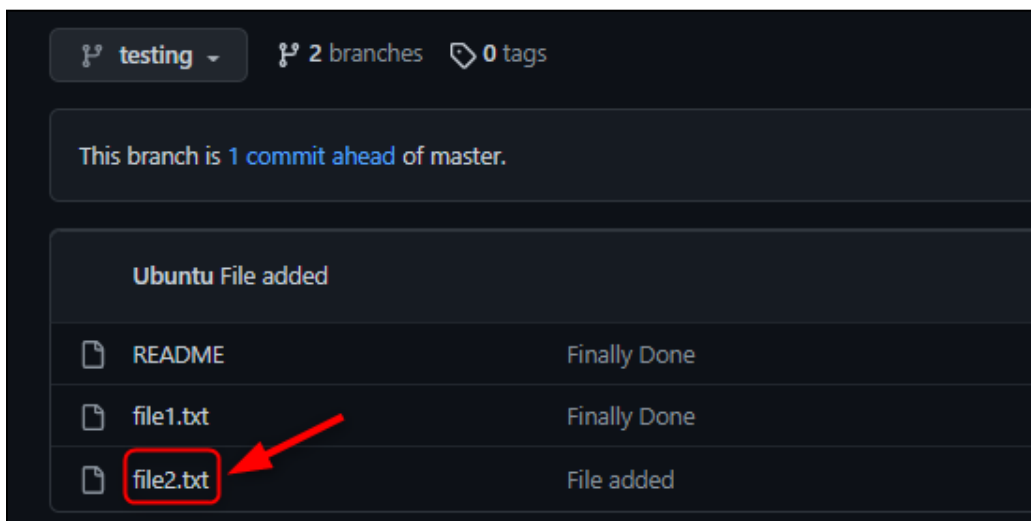 testing 2 branches 0 tags
This branch is 1 commit ahead of master.
Ubuntu File added
README Finally Done
file1.txt Finally Done
file2.txt File added